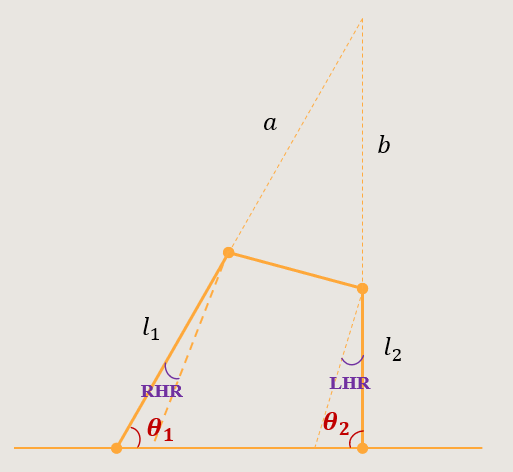 a
b
l₁
l₂
RHR
LHR
θ₁
θ₂